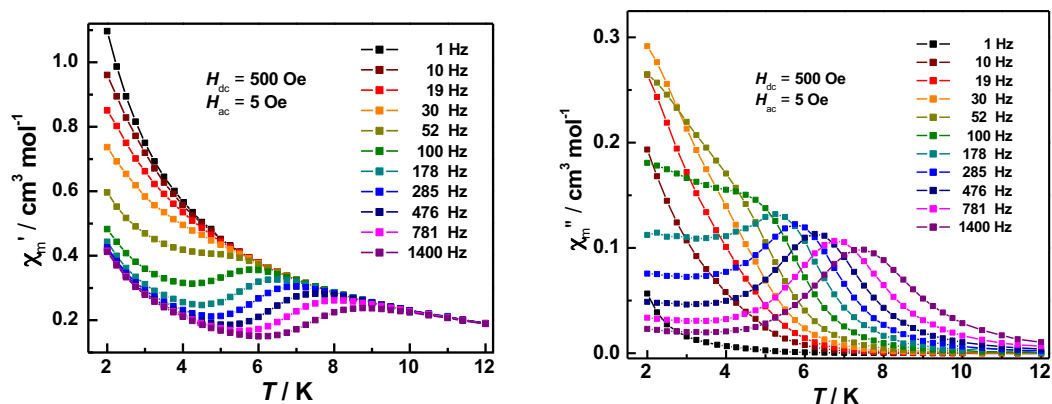 χm' / cm³ mol⁻¹
1.0
0.8
0.6
0.4
0.2
Hdc = 500 Oe
Hac = 5 Oe
1 Hz
10 Hz
19 Hz
30 Hz
52 Hz
100 Hz
178 Hz
285 Hz
476 Hz
781 Hz
1400 Hz
2 4 6 8 10 12
T / K
χm'' / cm³ mol⁻¹
0.3
0.2
0.1
0.0
Hdc = 500 Oe
Hac = 5 Oe
1 Hz
10 Hz
19 Hz
30 Hz
52 Hz
100 Hz
178 Hz
285 Hz
476 Hz
781 Hz
1400 Hz
2 4 6 8 10 12
T / K